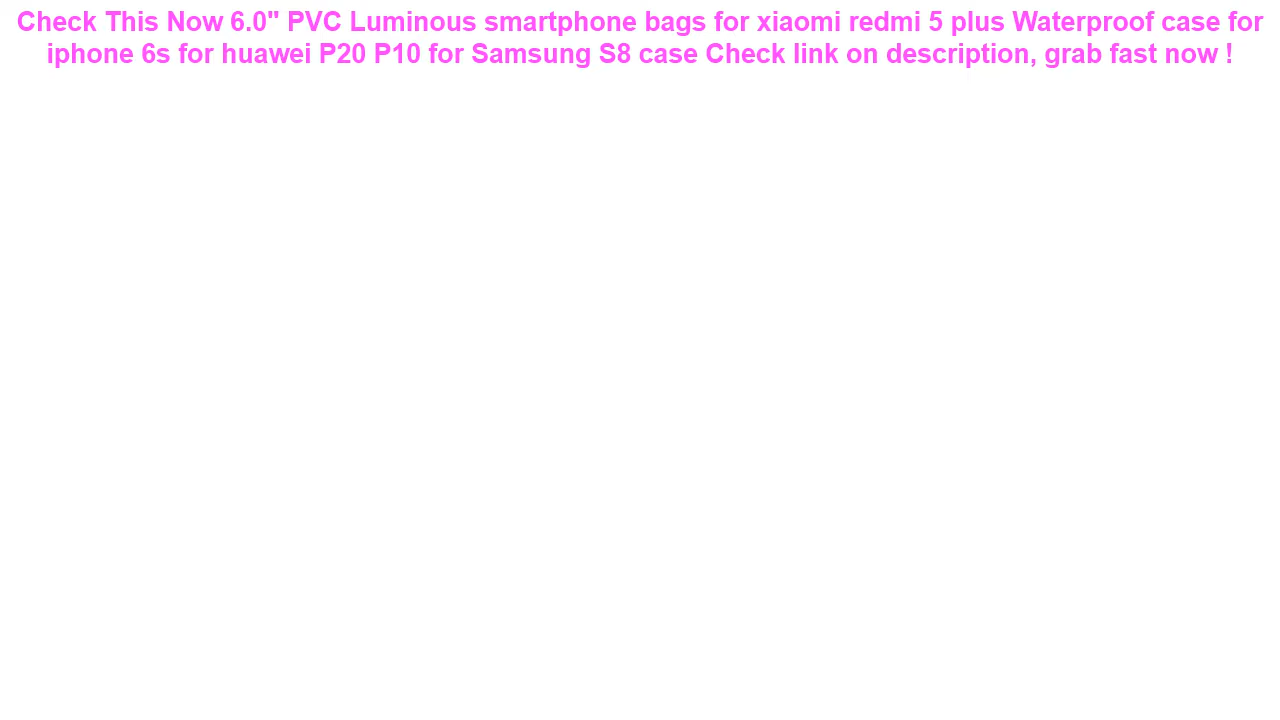 Check This Now 6.0" PVC Luminous smartphone bags for xiaomi redmi 5 plus Waterproof case for
iphone 6s for huawei P20 P10 for Samsung S8 case Check link on description, grab fast now !